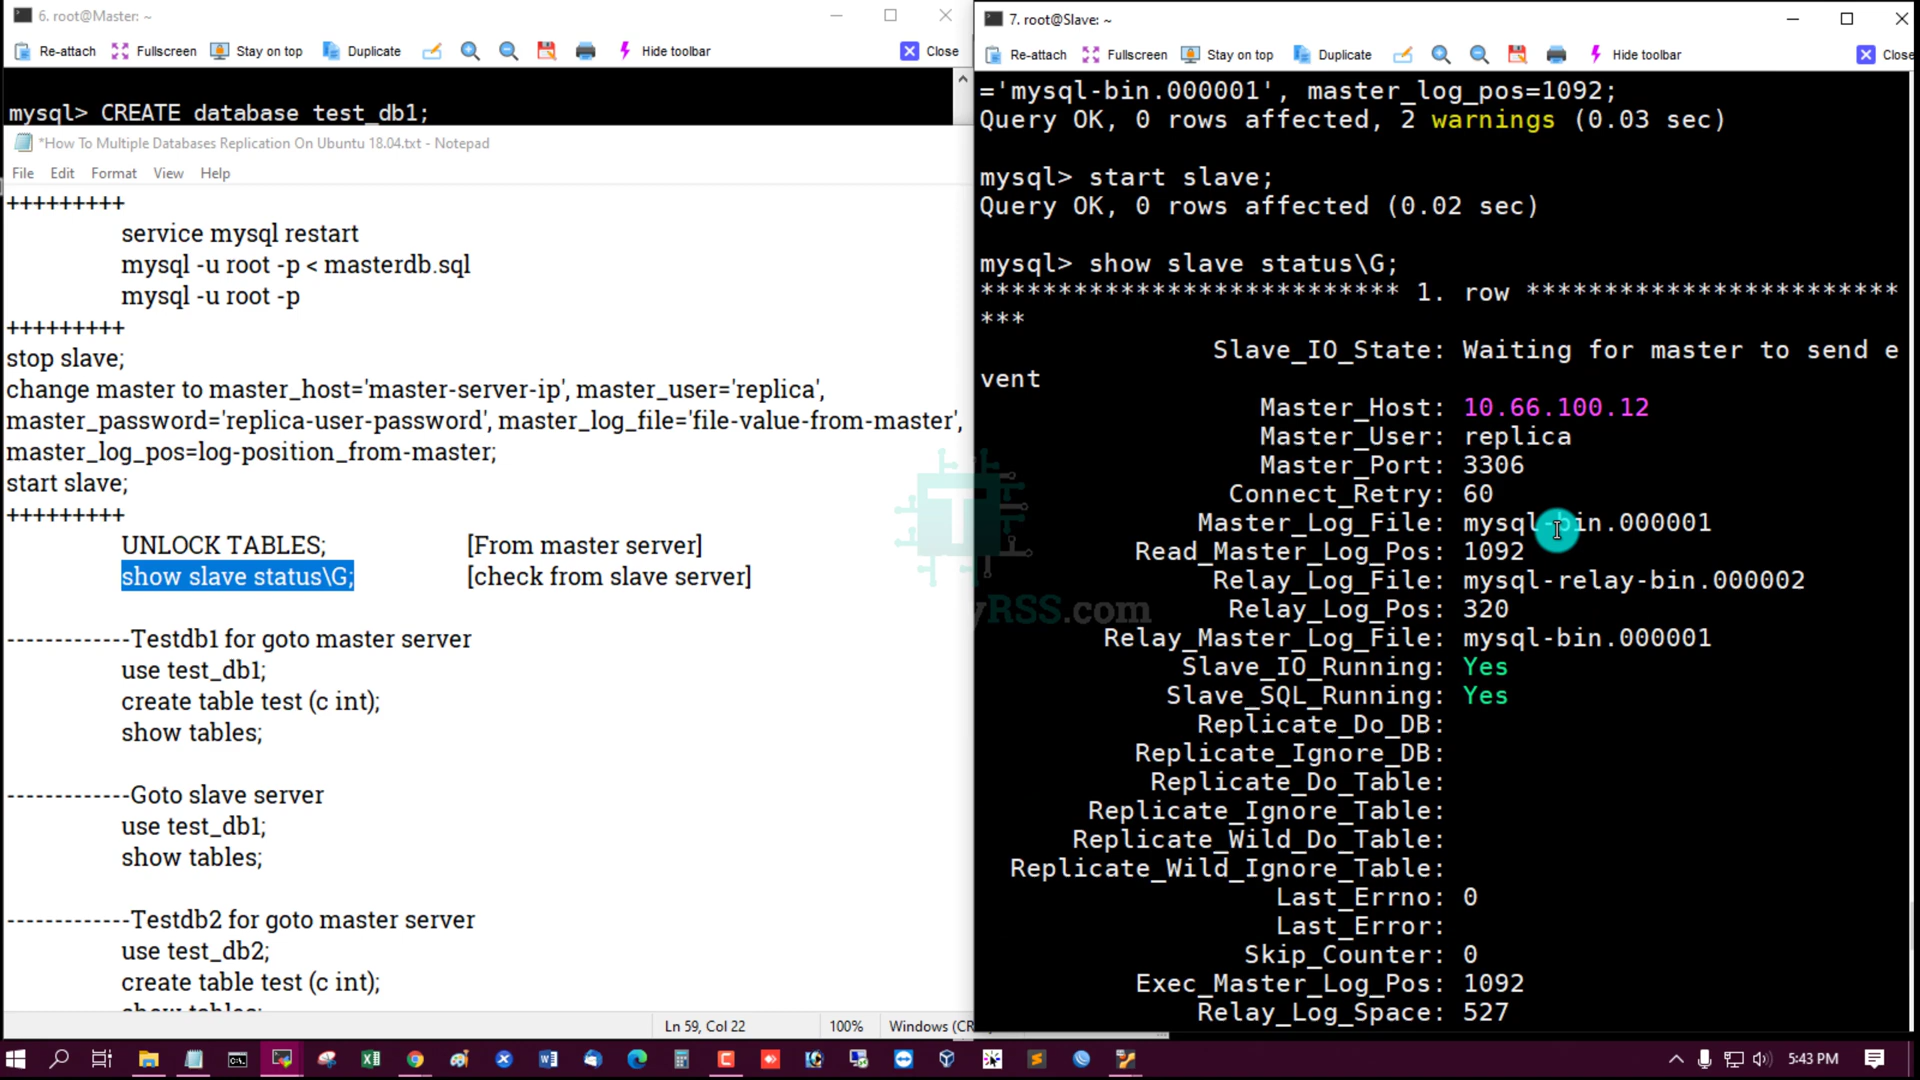 6. root@Master: ~
Re-attach Fullscreen Stay on top Duplicate Hide toolbar Close
mysql> CREATE database test_db1;
*How To Multiple Databases Replication On Ubuntu 18.04.txt - Notepad
File Edit Format View Help
+++++++++
service mysql restart
mysql -u root -p < masterdb.sql
mysql -u root -p
+++++++++
stop slave;
change master to master_host='master-server-ip', master_user='replica',
master_password='replica-user-password', master_log_file='file-value-from-master',
master_log_pos=log-position_from-master;
start slave;
+++++++++
UNLOCK TABLES; [From master server]
show slave status\G; [check from slave server]
-------------Testdb1 for goto master server
use test_db1;
create table test (c int);
show tables;
-------------Goto slave server
use test_db1;
show tables;
-------------Testdb2 for goto master server
use test_db2;
create table test (c int);
show tables;
Ln 59, Col 22 100% Windows (CR
7. root@Slave: ~
Re-attach Fullscreen Stay on top Duplicate Hide toolbar Close
='mysql-bin.000001', master_log_pos=1092;
Query OK, 0 rows affected, 2 warnings (0.03 sec)
mysql> start slave;
Query OK, 0 rows affected (0.02 sec)
mysql> show slave status\G;
*************************** 1. row ************************
***
Slave_IO_State: Waiting for master to send e
vent
Master_Host: 10.66.100.12
Master_User: replica
Master_Port: 3306
Connect_Retry: 60
Master_Log_File: mysql-bin.000001
Read_Master_Log_Pos: 1092
Relay_Log_File: mysql-relay-bin.000002
Relay_Log_Pos: 320
Relay_Master_Log_File: mysql-bin.000001
Slave_IO_Running: Yes
Slave_SQL_Running: Yes
Replicate_Do_DB:
Replicate_Ignore_DB:
Replicate_Do_Table:
Replicate_Ignore_Table:
Replicate_Wild_Do_Table:
Replicate_Wild_Ignore_Table:
Last_Errno: 0
Last_Error:
Skip_Counter: 0
Exec_Master_Log_Pos: 1092
Relay_Log_Space: 527
yRSS.com
5:43 PM